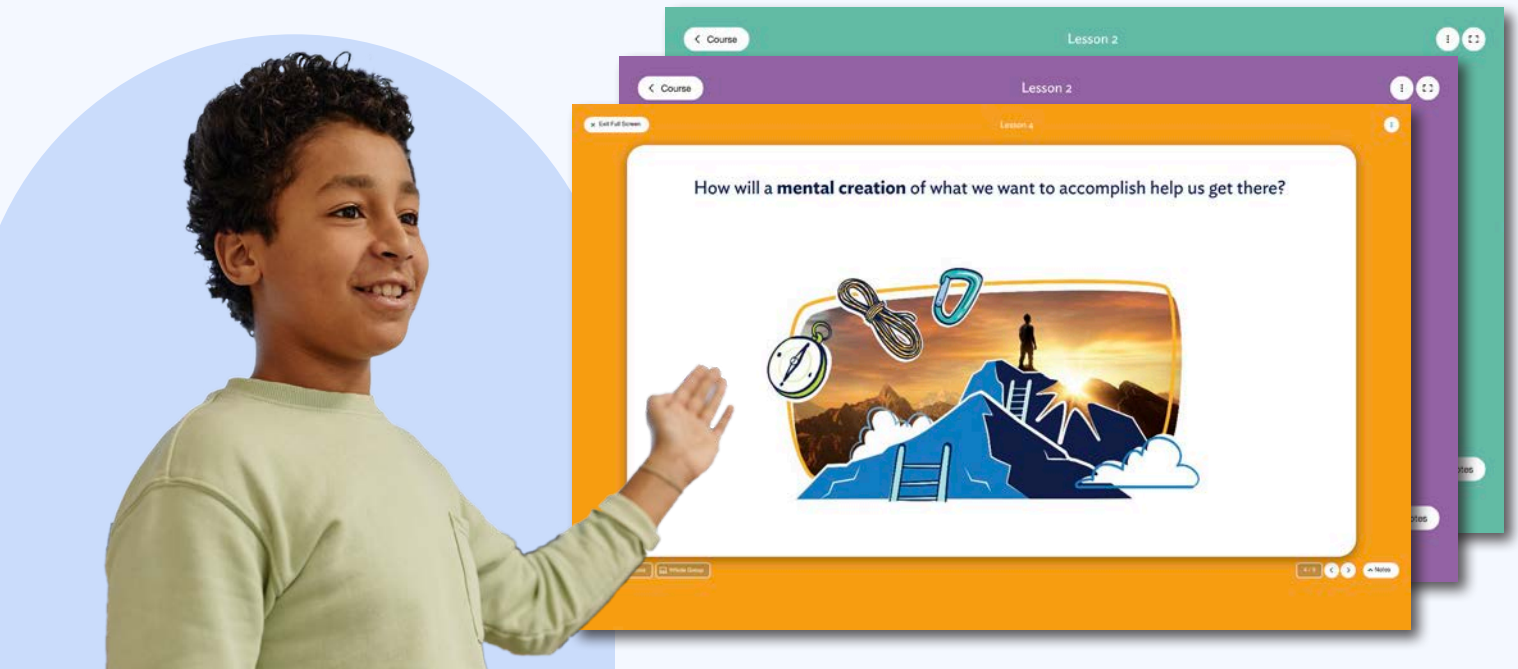 < Course
Lesson 2
< Course
Lesson 2
× Exit Full Screen
Lesson 4
How will a mental creation of what we want to accomplish help us get there?
Whole Group
Notes